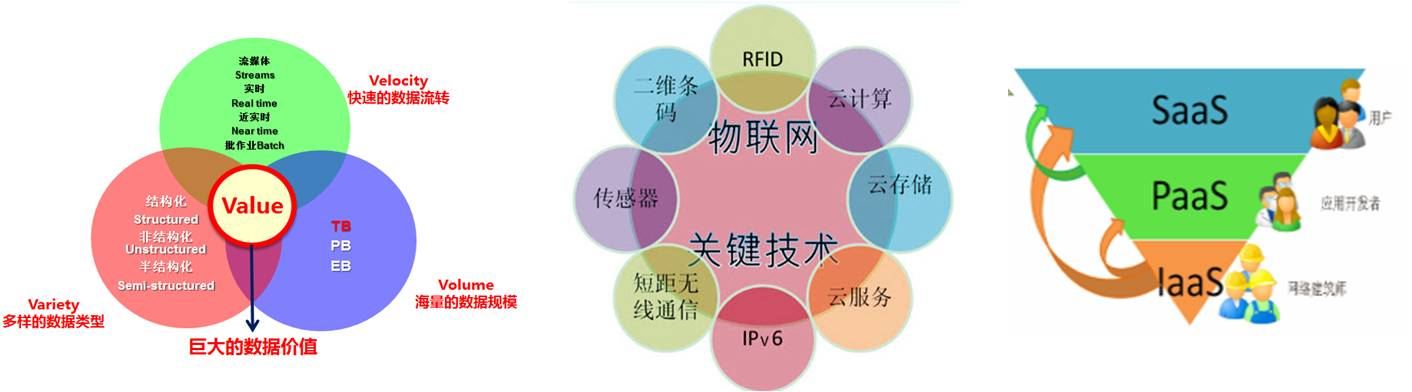 流媒体
Streams
实时
Real time
近实时
Near time
批作业Batch
Velocity
快速的数据流转
Value
结构化
Structured
非结构化
Unstructured
半结构化
Semi-structured
TB
PB
EB
Variety
多样的数据类型
Volume
海量的数据规模
巨大的数据价值
RFID
二维条
码
云计算
物联网
传感器
云存储
关键技术
短距无
线通信
云服务
IPv6
SaaS
用户
PaaS
应用开发者
IaaS
网络建筑师